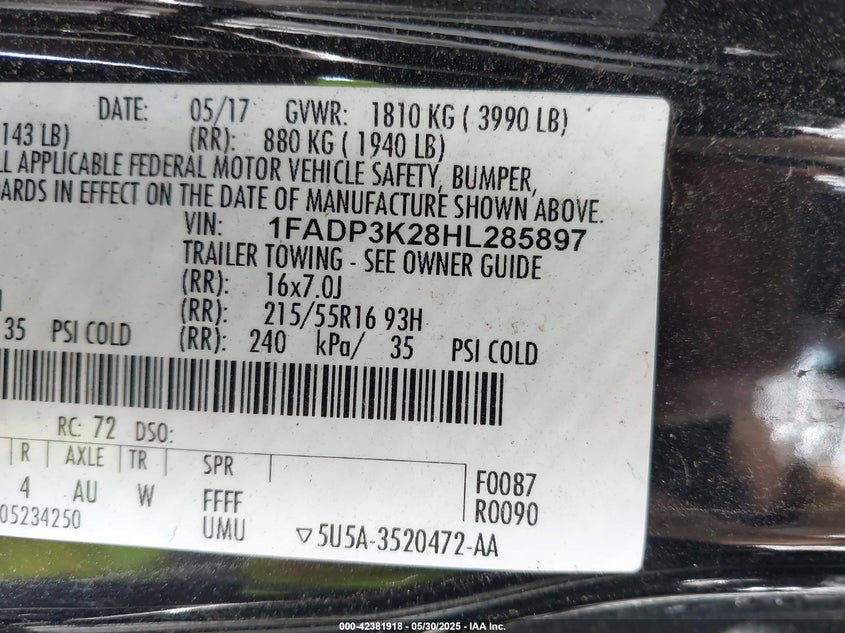 DATE: 05/17 GVWR: 1810 KG ( 3990 LB)
143 LB) (RR): 880 KG ( 1940 LB)
LL APPLICABLE FEDERAL MOTOR VEHICLE SAFETY, BUMPER,
ARDS IN EFFECT ON THE DATE OF MANUFACTURE SHOWN ABOVE.
VIN: 1FADP3K28HL285897
TRAILER TOWING - SEE OWNER GUIDE
(RR): 16x7.0J
(RR): 215/55R16 93H
35 PSI COLD (RR): 240 kPa/ 35 PSI COLD
RC: 72 DSO:
R AXLE TR SPR
4 AU W FFFF
F0087
R0090
05234250 UMU ▽5U5A-3520472-AA
000-42381918 - 05/30/2025 - IAA Inc.